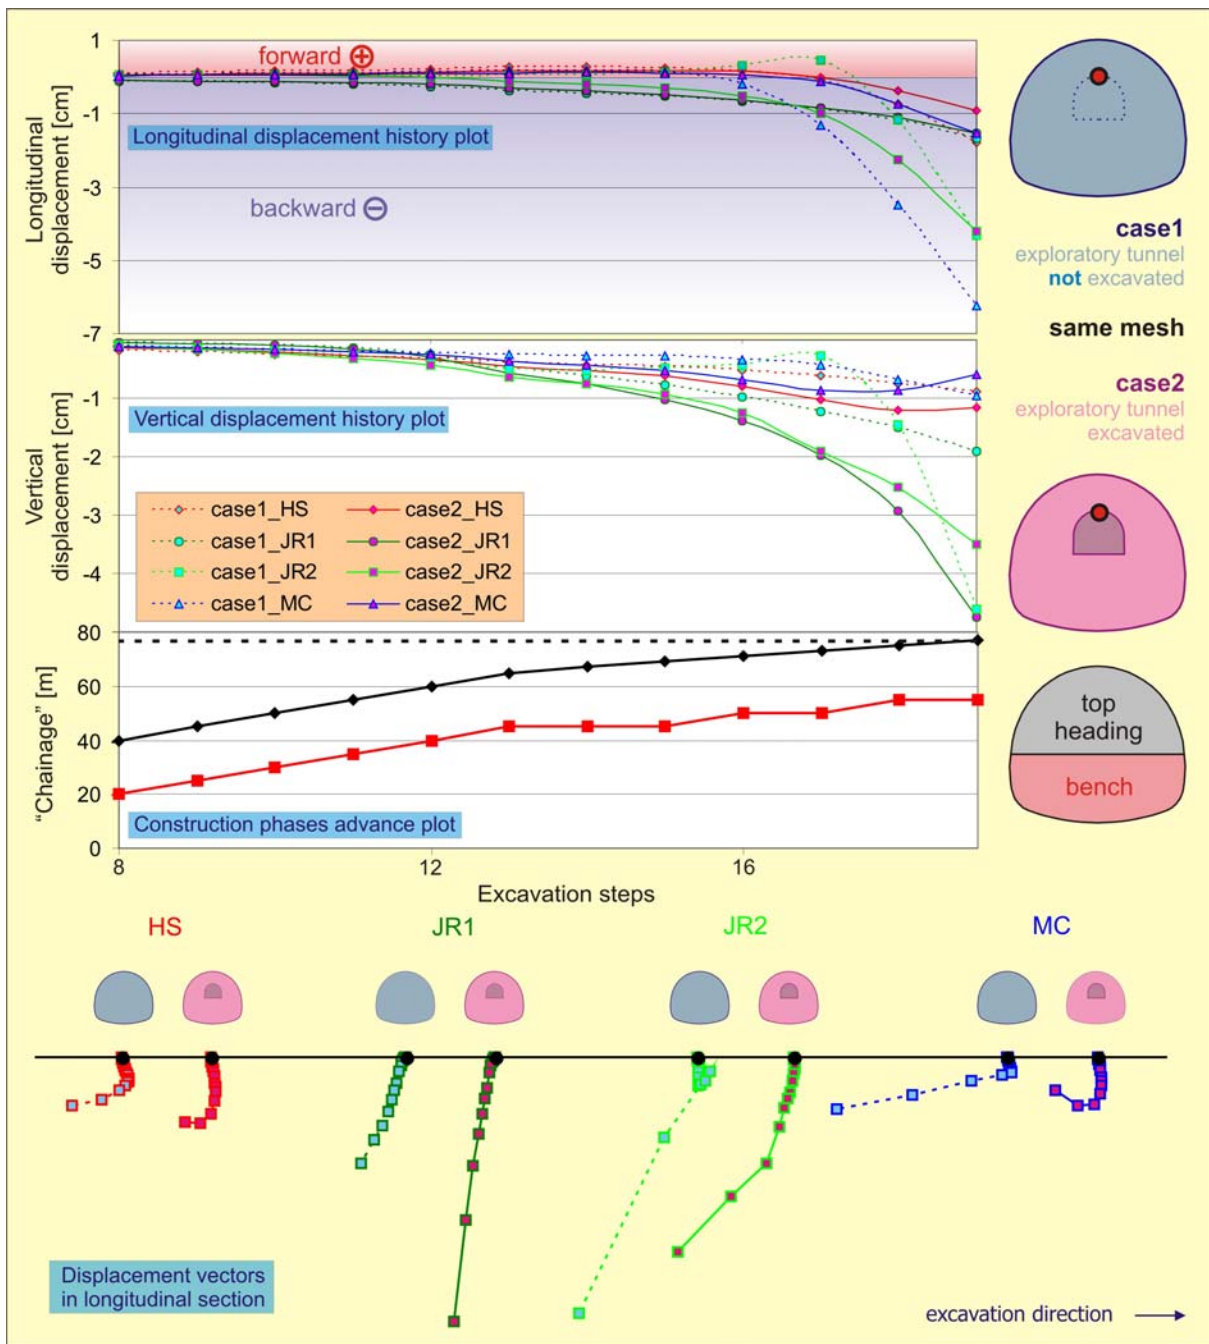 1
-1
-3
-5
-7
Longitudinal
displacement [cm]
forward ⊕
Longitudinal displacement history plot
backward ⊖
case1
exploratory tunnel
not excavated
same mesh
case2
exploratory tunnel
excavated
-1
-2
-3
-4
Vertical
displacement [cm]
Vertical displacement history plot
case1_HS case2_HS
case1_JR1 case2_JR1
case1_JR2 case2_JR2
case1_MC case2_MC
80
60
40
20
0
“Chainage” [m]
Construction phases advance plot
8 12 16
Excavation steps
top
heading
bench
HS JR1 JR2 MC
Displacement vectors
in longitudinal section
excavation direction